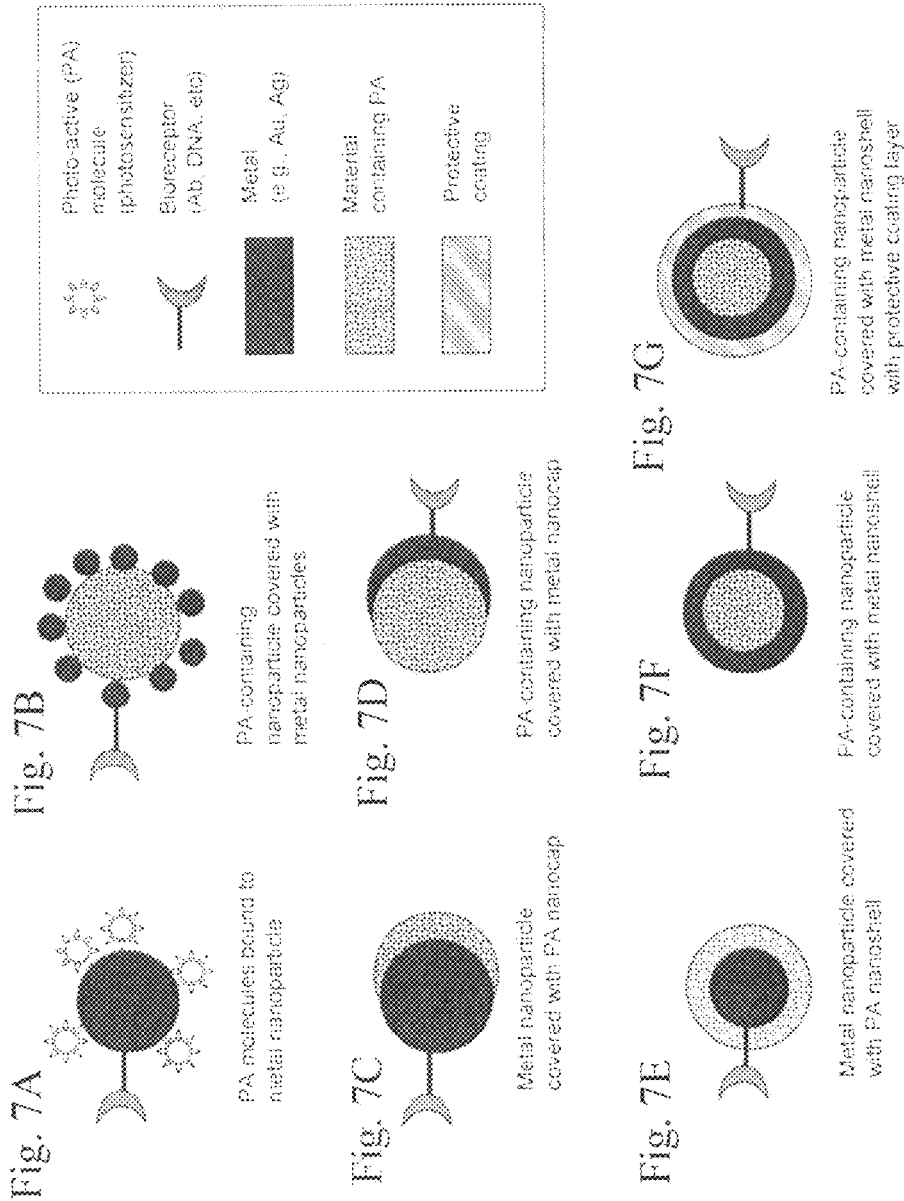 Fig. 7A
PA molecules bound to
metal nanoparticle
Fig. 7B
PA-containing
nanoparticle covered with
metal nanoparticles
Photo-active (PA)
molecule
(photosensitizer)
Bioreceptor
(Ab, DNA, etc)
Metal
(e.g., Au, Ag)
Material
containing PA
Protective
coating
Fig. 7C
Metal nanoparticle
covered with PA nanocap
Fig. 7D
PA-containing nanoparticle
covered with metal nanocap
Fig. 7E
Metal nanoparticle covered
with PA nanoshell
Fig. 7F
PA-containing nanoparticle
covered with metal nanoshell
Fig. 7G
PA-containing nanoparticle
covered with metal nanoshell
with protective coating layer